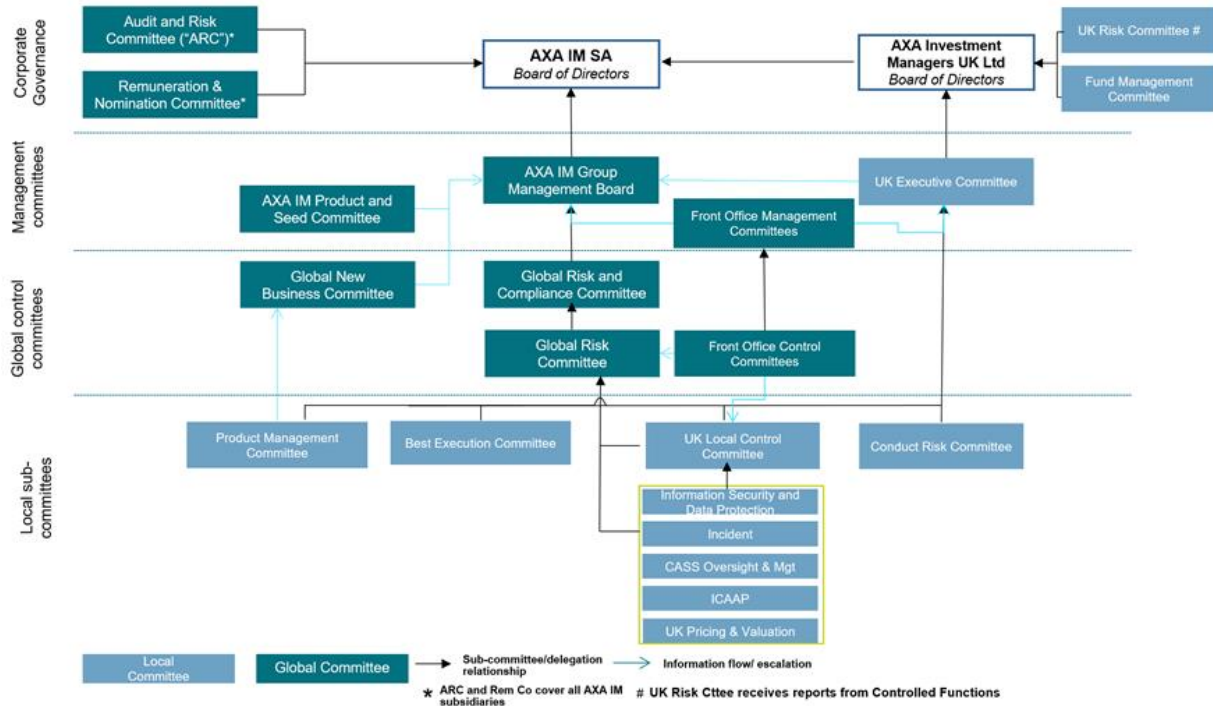 Corporate
Governance
Audit and Risk
Committee ("ARC")*
Remuneration &
Nomination Committee*
AXA IM SA
Board of Directors
AXA Investment
Managers UK Ltd
Board of Directors
UK Risk Committee #
Fund Management
Committee
Management
committees
AXA IM Group
Management Board
UK Executive Committee
AXA IM Product and
Seed Committee
Front Office Management
Committees
Global control
committees
Global New
Business Committee
Global Risk and
Compliance Committee
Global Risk
Committee
Front Office Control
Committees
Local sub-
committees
Product Management
Committee
Best Execution Committee
UK Local Control
Committee
Conduct Risk Committee
Information Security and
Data Protection
Incident
CASS Oversight & Mgt
ICAAP
UK Pricing & Valuation
Local
Committee
Global Committee
Sub-committee/delegation
relationship
Information flow/ escalation
* ARC and Rem Co cover all AXA IM
subsidiaries
# UK Risk Cttee receives reports from Controlled Functions